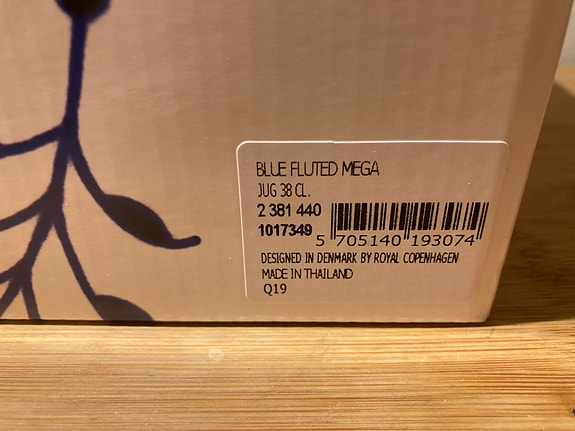 BLUE FLUTED MEGA
JUG 38 CL.
2 381 440
1017349
5 705140 193074
DESIGNED IN DENMARK BY ROYAL COPENHAGEN
MADE IN THAILAND
Q19